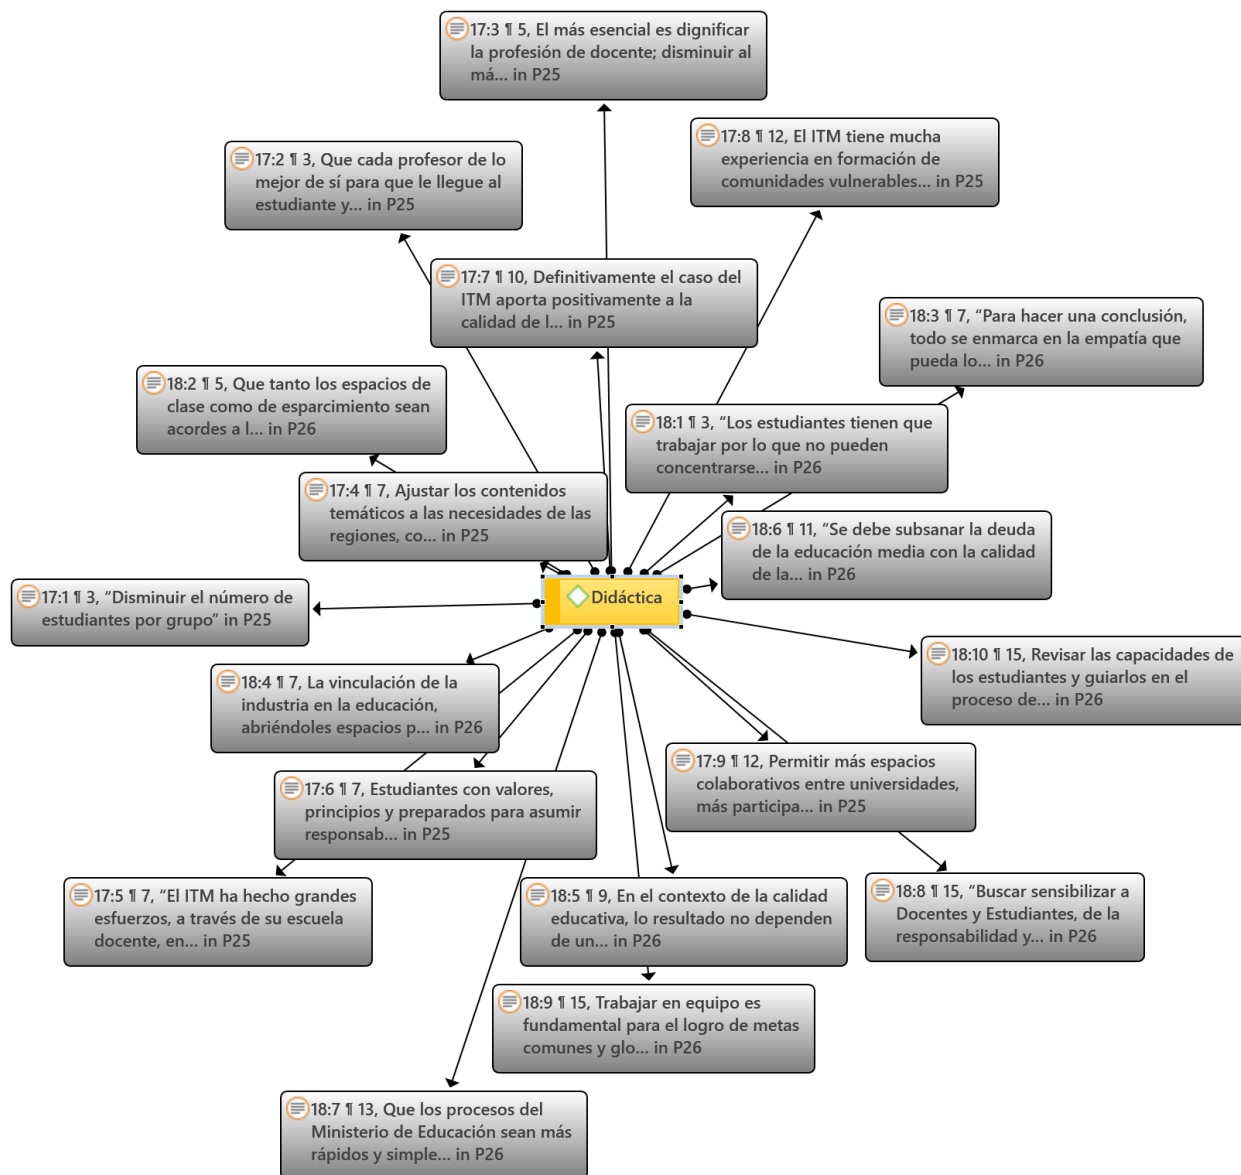 17:3 ¶ 5, El más esencial es dignificar
la profesión de docente; disminuir al
má... in P25
17:8 ¶ 12, El ITM tiene mucha
experiencia en formación de
comunidades vulnerables... in P25
17:2 ¶ 3, Que cada profesor de lo
mejor de sí para que le llegue al
estudiante y... in P25
17:7 ¶ 10, Definitivamente el caso del
ITM aporta positivamente a la
calidad de l... in P25
18:3 ¶ 7, “Para hacer una conclusión,
todo se enmarca en la empatía que
pueda lo... in P26
18:2 ¶ 5, Que tanto los espacios de
clase como de esparcimiento sean
acordes a l... in P26
18:1 ¶ 3, “Los estudiantes tienen que
trabajar por lo que no pueden
concentrarse... in P26
17:4 ¶ 7, Ajustar los contenidos
temáticos a las necesidades de las
regiones, co... in P25
18:6 ¶ 11, “Se debe subsanar la deuda
de la educación media con la calidad
de la... in P26
Didáctica
17:1 ¶ 3, “Disminuir el número de
estudiantes por grupo” in P25
18:10 ¶ 15, Revisar las capacidades de
los estudiantes y guiarlos en el
proceso de... in P26
18:4 ¶ 7, La vinculación de la
industria en la educación,
abriéndoles espacios p... in P26
17:9 ¶ 12, Permitir más espacios
colaborativos entre universidades,
más participa... in P25
17:6 ¶ 7, Estudiantes con valores,
principios y preparados para asumir
responsab... in P25
17:5 ¶ 7, “El ITM ha hecho grandes
esfuerzos, a través de su escuela
docente, en... in P25
18:5 ¶ 9, En el contexto de la calidad
educativa, lo resultado no dependen
de un... in P26
18:8 ¶ 15, “Buscar sensibilizar a
Docentes y Estudiantes, de la
responsabilidad y... in P26
18:9 ¶ 15, Trabajar en equipo es
fundamental para el logro de metas
comunes y glo... in P26
18:7 ¶ 13, Que los procesos del
Ministerio de Educación sean más
rápidos y simple... in P26